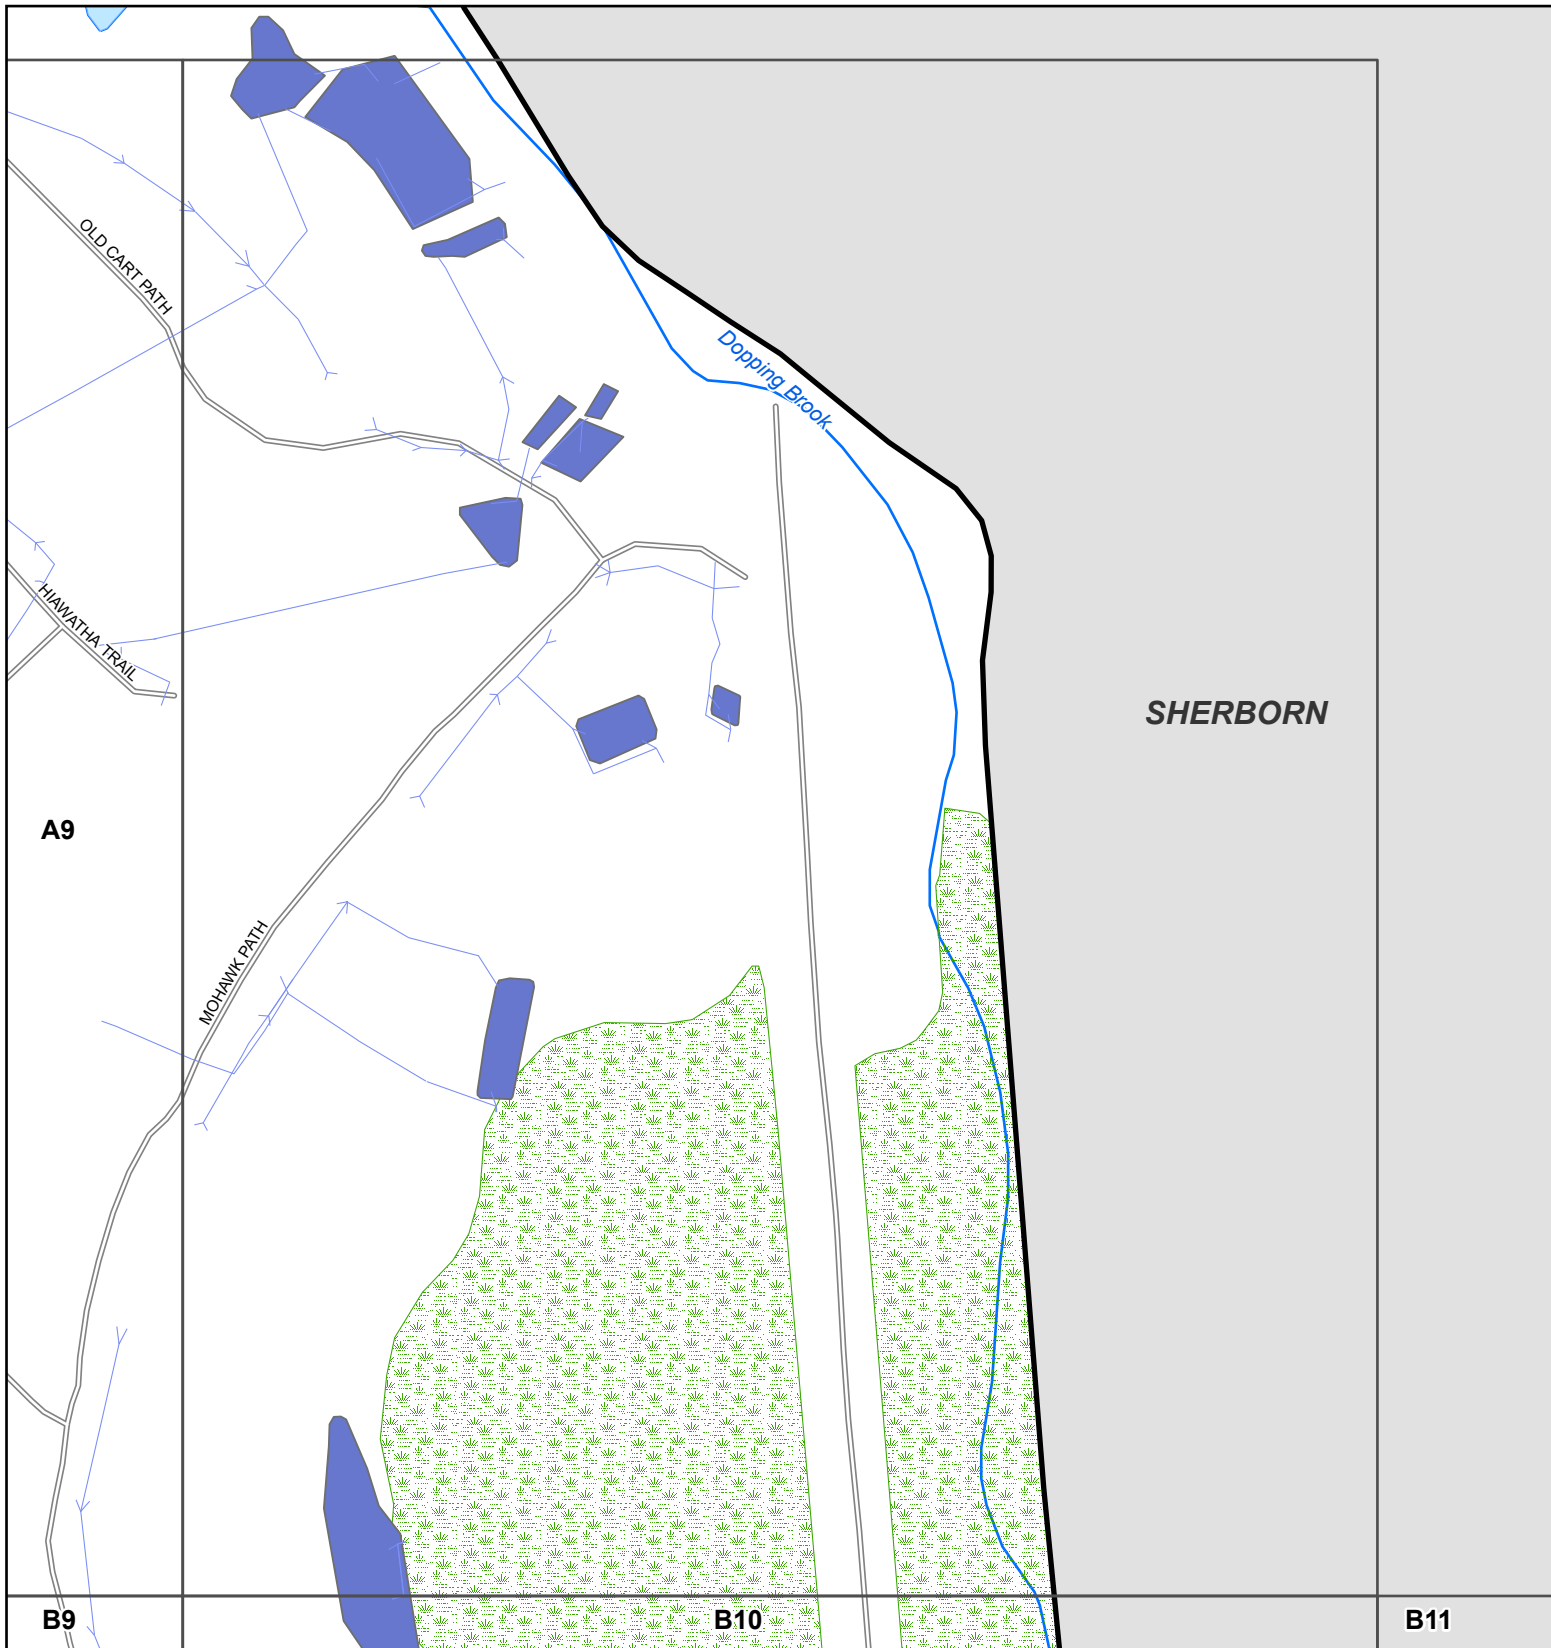 OLD CART PATH
Dopping Brook
HIAWATHA TRAIL
SHERBORN
A9
MOHAWK PATH
B9
B10
B11